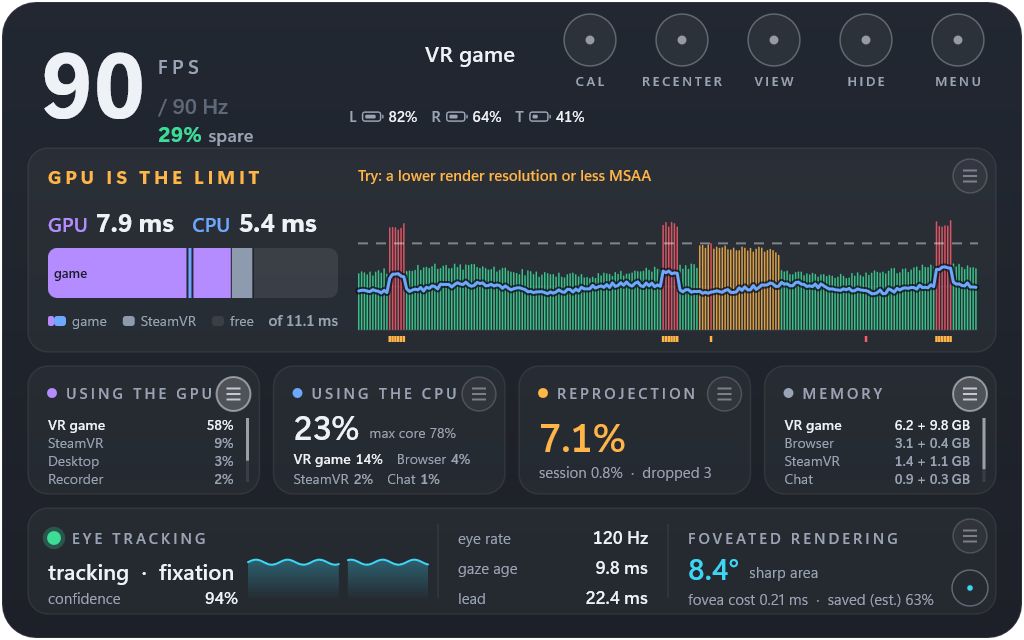 90 FPS
/ 90 Hz
29% spare
VR game
CAL
RECENTER
VIEW
HIDE
MENU
L 82% R 64% T 41%
GPU IS THE LIMIT
Try: a lower render resolution or less MSAA
GPU 7.9 ms CPU 5.4 ms
game
game SteamVR free of 11.1 ms
USING THE GPU
VR game 58%
SteamVR 9%
Desktop 3%
Recorder 2%
USING THE CPU
23% max core 78%
VR game 14% Browser 4%
SteamVR 2% Chat 1%
REPROJECTION
7.1%
session 0.8% · dropped 3
MEMORY
VR game 6.2 + 9.8 GB
Browser 3.1 + 0.4 GB
SteamVR 1.4 + 1.1 GB
Chat 0.9 + 0.3 GB
EYE TRACKING
tracking · fixation
confidence 94%
eye rate 120 Hz
gaze age 9.8 ms
lead 22.4 ms
FOVEATED RENDERING
8.4° sharp area
fovea cost 0.21 ms · saved (est.) 63%